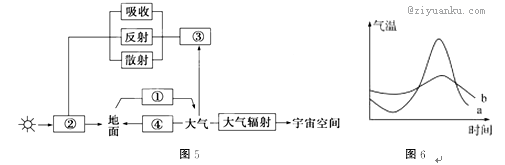 @ziyuanku.com
吸收
反射
散射
③
①
②
地面
④
大气
大气辐射
宇宙空间
图5
气温
b
a
时间
图6